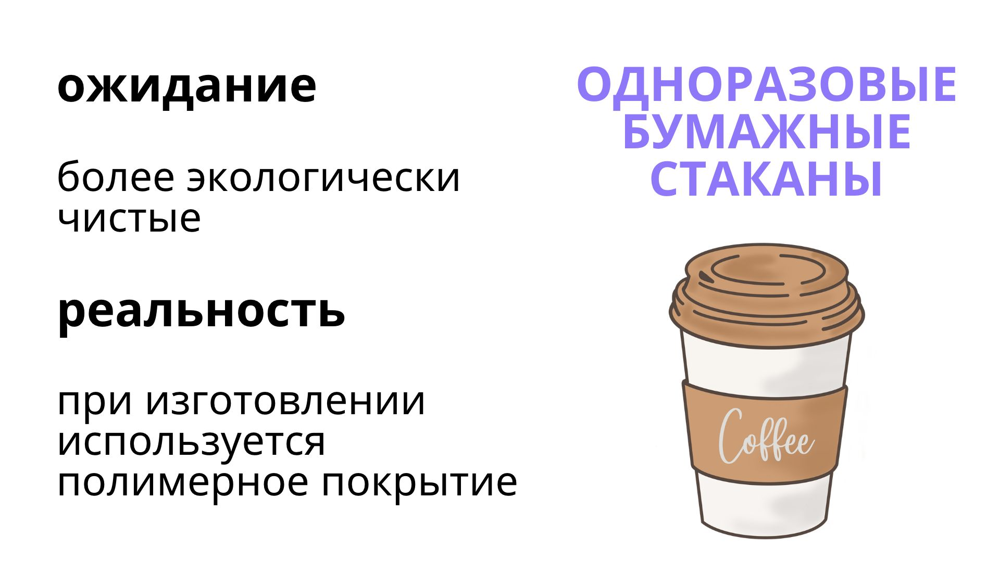 ожидание
более экологически
чистые
реальность
при изготовлении
используется
полимерное покрытие
ОДНОРАЗОВЫЕ
БУМАЖНЫЕ
СТАКАНЫ
Coffee